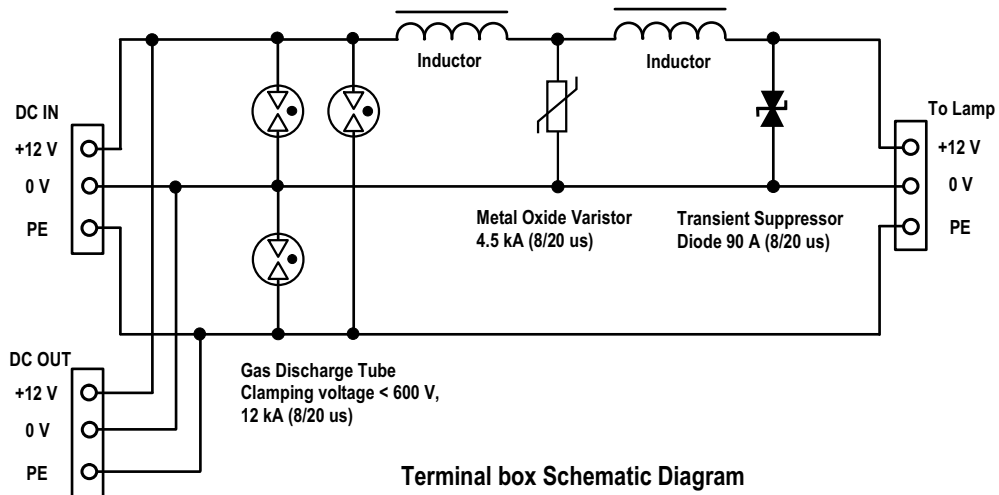 Inductor
Inductor
DC IN
+12 V
0 V
PE
To Lamp
+12 V
0 V
PE
Metal Oxide Varistor
4.5 kA (8/20 us)
Transient Suppressor
Diode 90 A (8/20 us)
DC OUT
+12 V
0 V
PE
Gas Discharge Tube
Clamping voltage < 600 V,
12 kA (8/20 us)
Terminal box Schematic Diagram